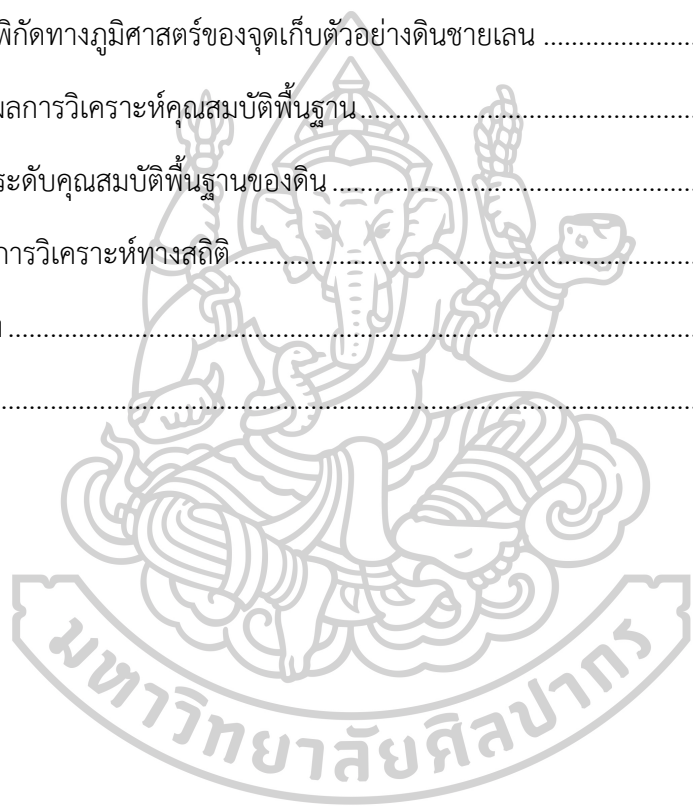 พิกัดทางภูมิศาสตร์ของจุดเก็บตัวอย่างดินชายเลน ......................
ผลการวิเคราะห์คุณสมบัติพื้นฐาน......................................................
ระดับคุณสมบัติพื้นฐานของดิน ..........................................................
การวิเคราะห์ทางสถิติ..........................................................................
มหาวิทยาลัยศิลปากร